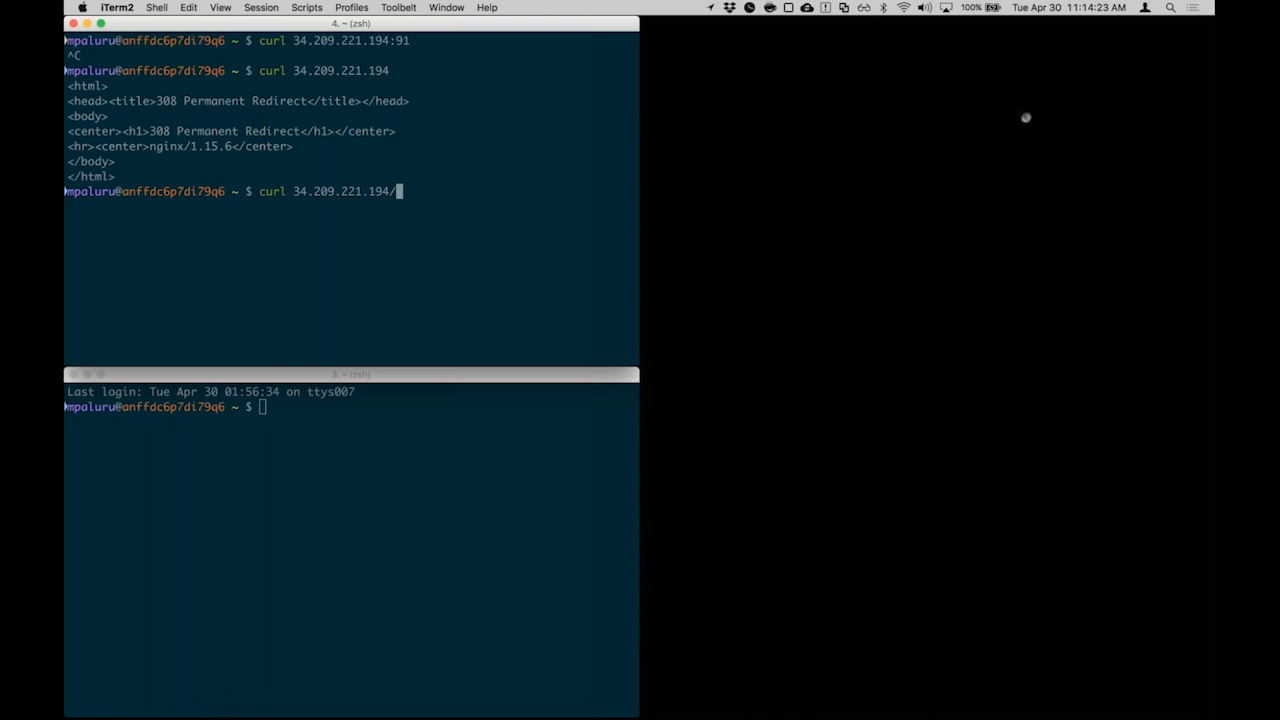 iTerm2 Shell Edit View Session Scripts Profiles Toolbelt Window Help 100% Tue Apr 30 11:14:23 AM
4. ~ (zsh)
mpaluru@anffdc6p7di79q6 ~ $ curl 34.209.221.194:91
^C
mpaluru@anffdc6p7di79q6 ~ $ curl 34.209.221.194
<html>
<head><title>308 Permanent Redirect</title></head>
<body>
<center><h1>308 Permanent Redirect</h1></center>
<hr><center>nginx/1.15.6</center>
</body>
</html>
mpaluru@anffdc6p7di79q6 ~ $ curl 34.209.221.194/
3. ~ (zsh)
Last login: Tue Apr 30 01:56:34 on ttys007
mpaluru@anffdc6p7di79q6 ~ $